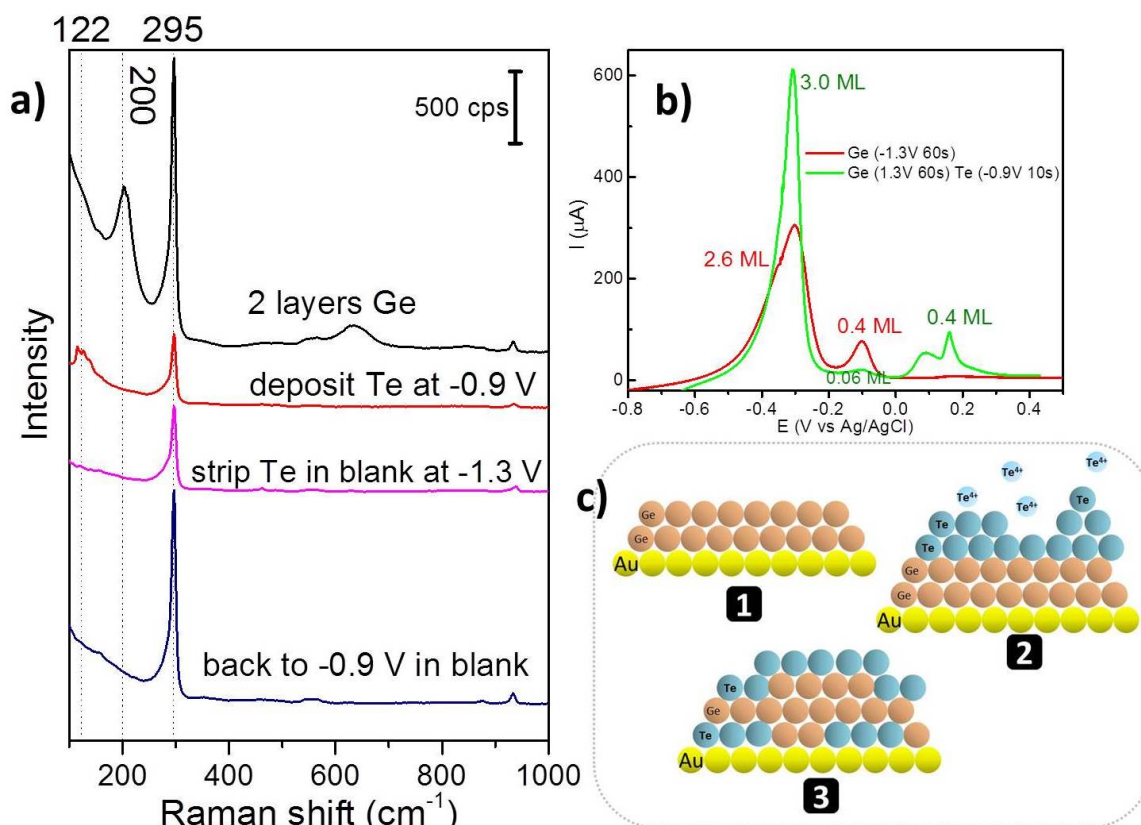 122 295
a)
200
500 cps
2 layers Ge
deposit Te at -0.9 V
strip Te in blank at -1.3 V
back to -0.9 V in blank
Intensity
200 400 600 800 1000
Raman shift (cm-1)
b)
600
400
200
0
I (μA)
3.0 ML
Ge (-1.3V 60s)
Ge (1.3V 60s) Te (-0.9V 10s)
2.6 ML
0.4 ML
0.4 ML
0.06 ML
-0.8 -0.6 -0.4 -0.2 0.0 0.2 0.4
E (V vs Ag/AgCl)
c)
Ge
Ge
Au
1
Te4+
Te4+
Te4+
Te4+
Te
Te
Te
Ge
Ge
Au
2
Te
Ge
Te
Au
3